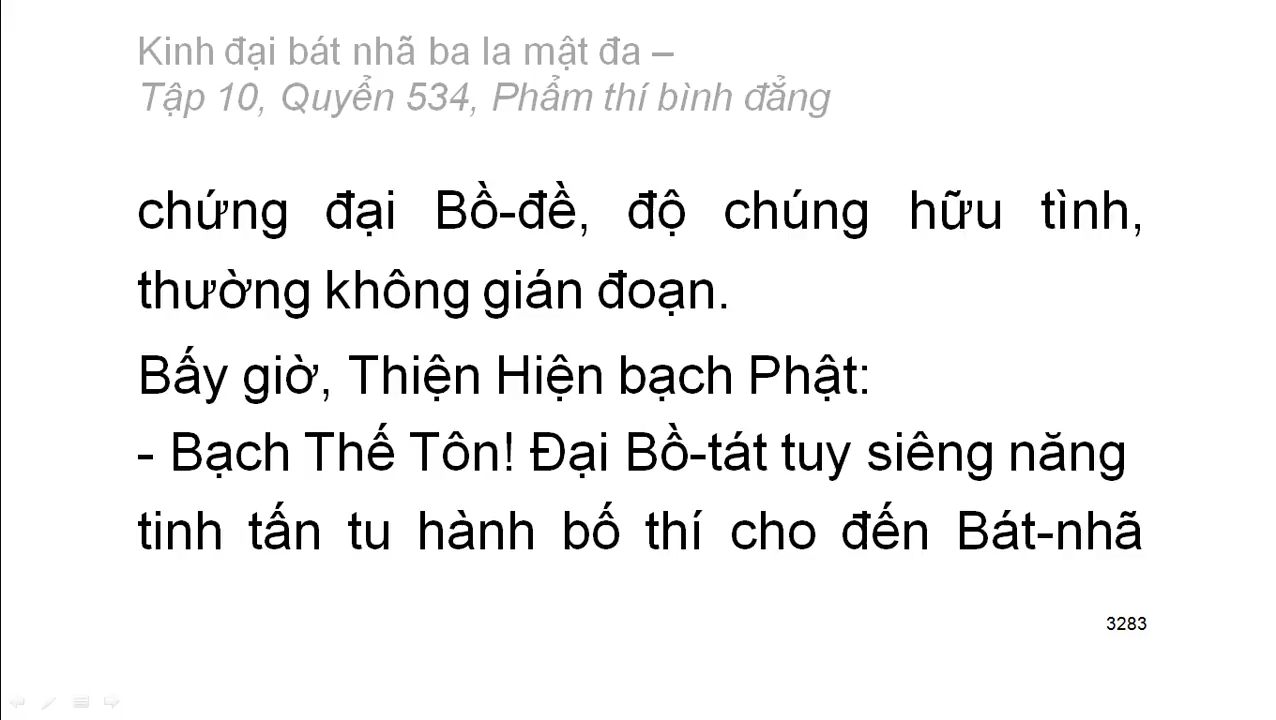 Kinh đại bát nhã ba la mật đa –
Tập 10, Quyển 534, Phẩm thí bình đẳng
chứng đại Bồ-đề, độ chúng hữu tình,
thường không gián đoạn.
Bấy giờ, Thiện Hiện bạch Phật:
- Bạch Thế Tôn! Đại Bồ-tát tuy siêng năng
tinh tấn tu hành bố thí cho đến Bát-nhã
3283